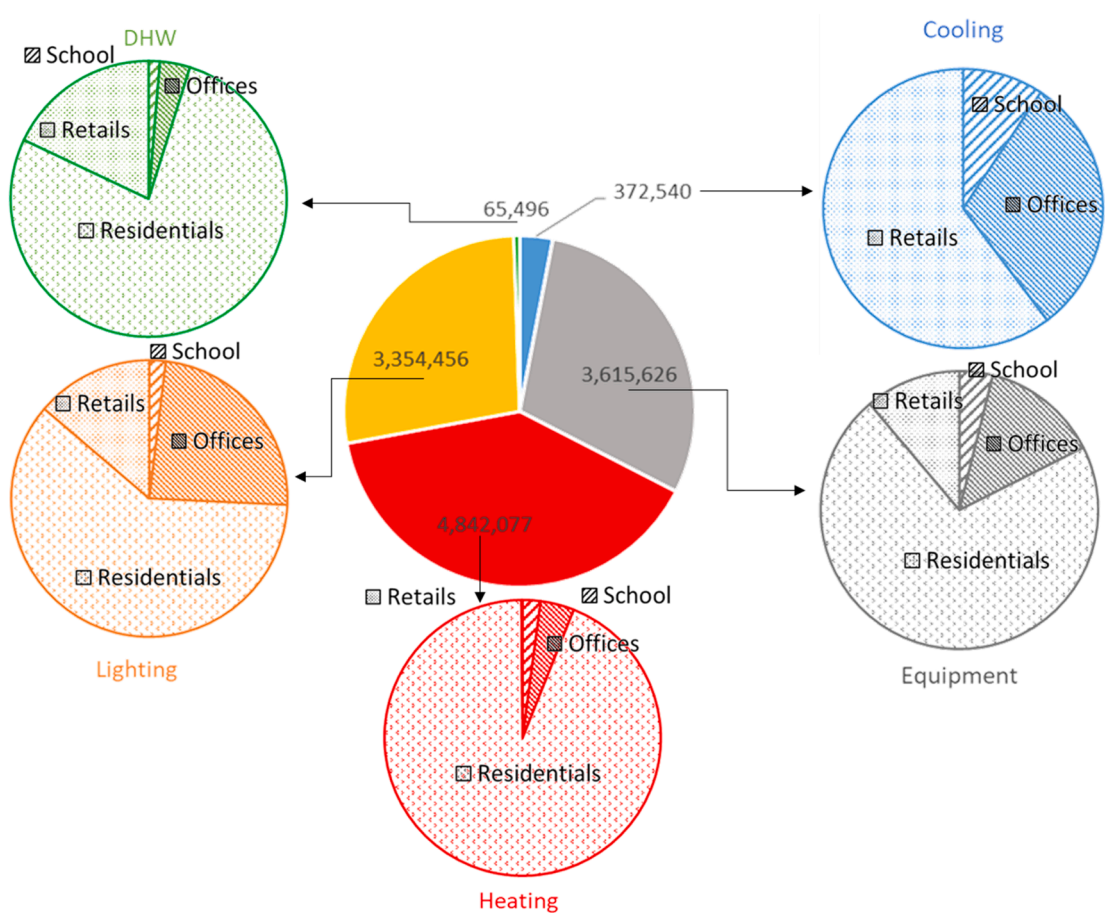 DHW
School
Offices
Retails
Residentials
Cooling
School
Offices
Retails
65,496
372,540
3,354,456
3,615,626
4,842,077
School
Retails
Offices
Residentials
Lighting
School
Retails
Offices
Residentials
Equipment
Retails
School
Offices
Residentials
Heating